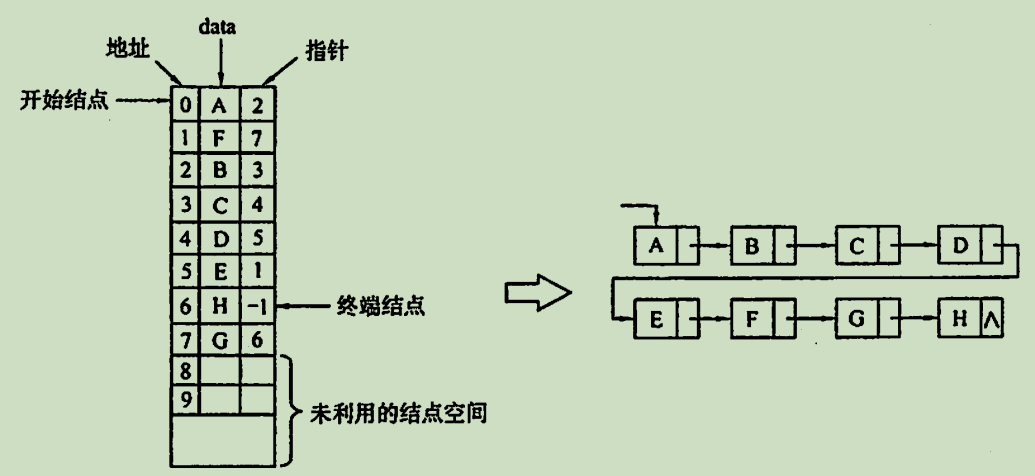 data
地址
指针
开始结点
0 A 2
1 F 7
2 B 3
3 C 4
4 D 5
5 E 1
6 H -1
终端结点
7 G 6
8
9
未利用的结点空间
A B C D
E F G H ∧